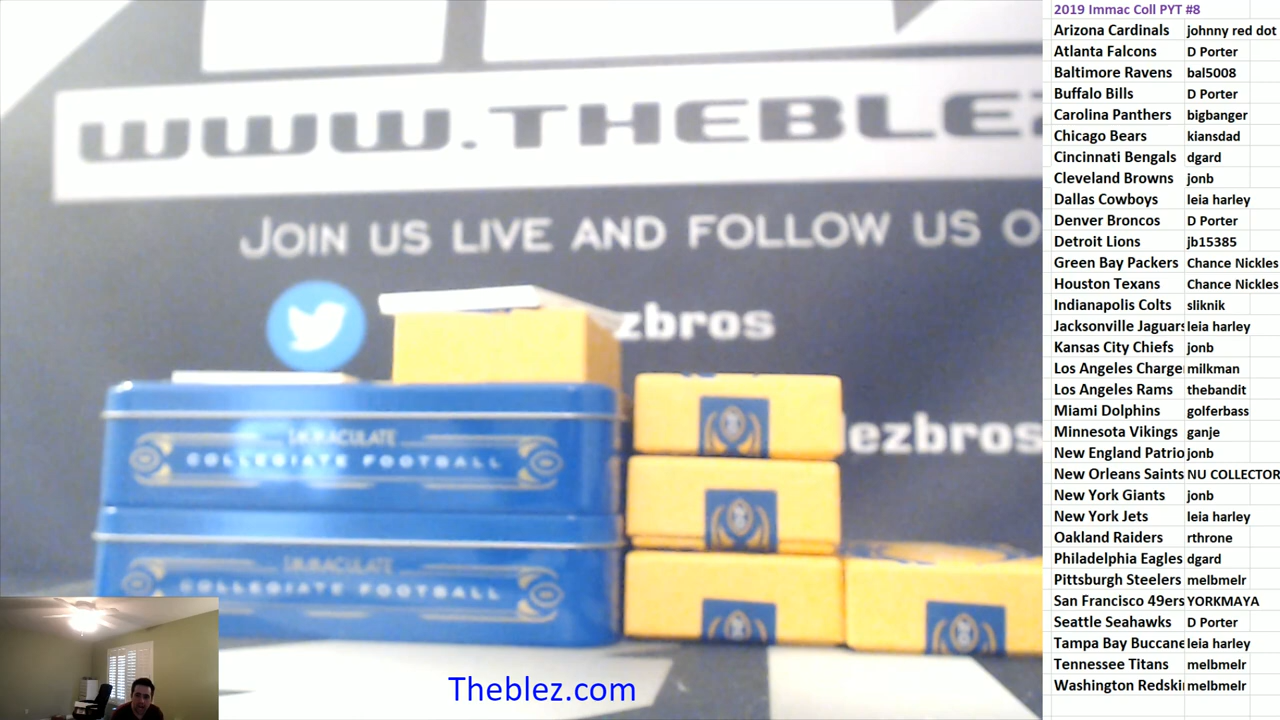 WWW.THEBLEZ
JOIN US LIVE AND FOLLOW US O
zbros
ezbros
IMMACULATE
COLLEGIATE FOOTBALL
IMMACULATE
COLLEGIATE FOOTBALL
Theblez.com
2019 Immac Coll PYT #8
Arizona Cardinals johnny red dot
Atlanta Falcons D Porter
Baltimore Ravens bal5008
Buffalo Bills D Porter
Carolina Panthers bigbanger
Chicago Bears kiansdad
Cincinnati Bengals dgard
Cleveland Browns jonb
Dallas Cowboys leia harley
Denver Broncos D Porter
Detroit Lions jb15385
Green Bay Packers Chance Nickles
Houston Texans Chance Nickles
Indianapolis Colts sliknik
Jacksonville Jaguars leia harley
Kansas City Chiefs jonb
Los Angeles Charge milkman
Los Angeles Rams thebandit
Miami Dolphins golferbass
Minnesota Vikings ganje
New England Patrio jonb
New Orleans Saints NU COLLECTOR
New York Giants jonb
New York Jets leia harley
Oakland Raiders rthrone
Philadelphia Eagles dgard
Pittsburgh Steelers melbmelr
San Francisco 49ers YORKMAYA
Seattle Seahawks D Porter
Tampa Bay Buccane leia harley
Tennessee Titans melbmelr
Washington Redski melbmelr